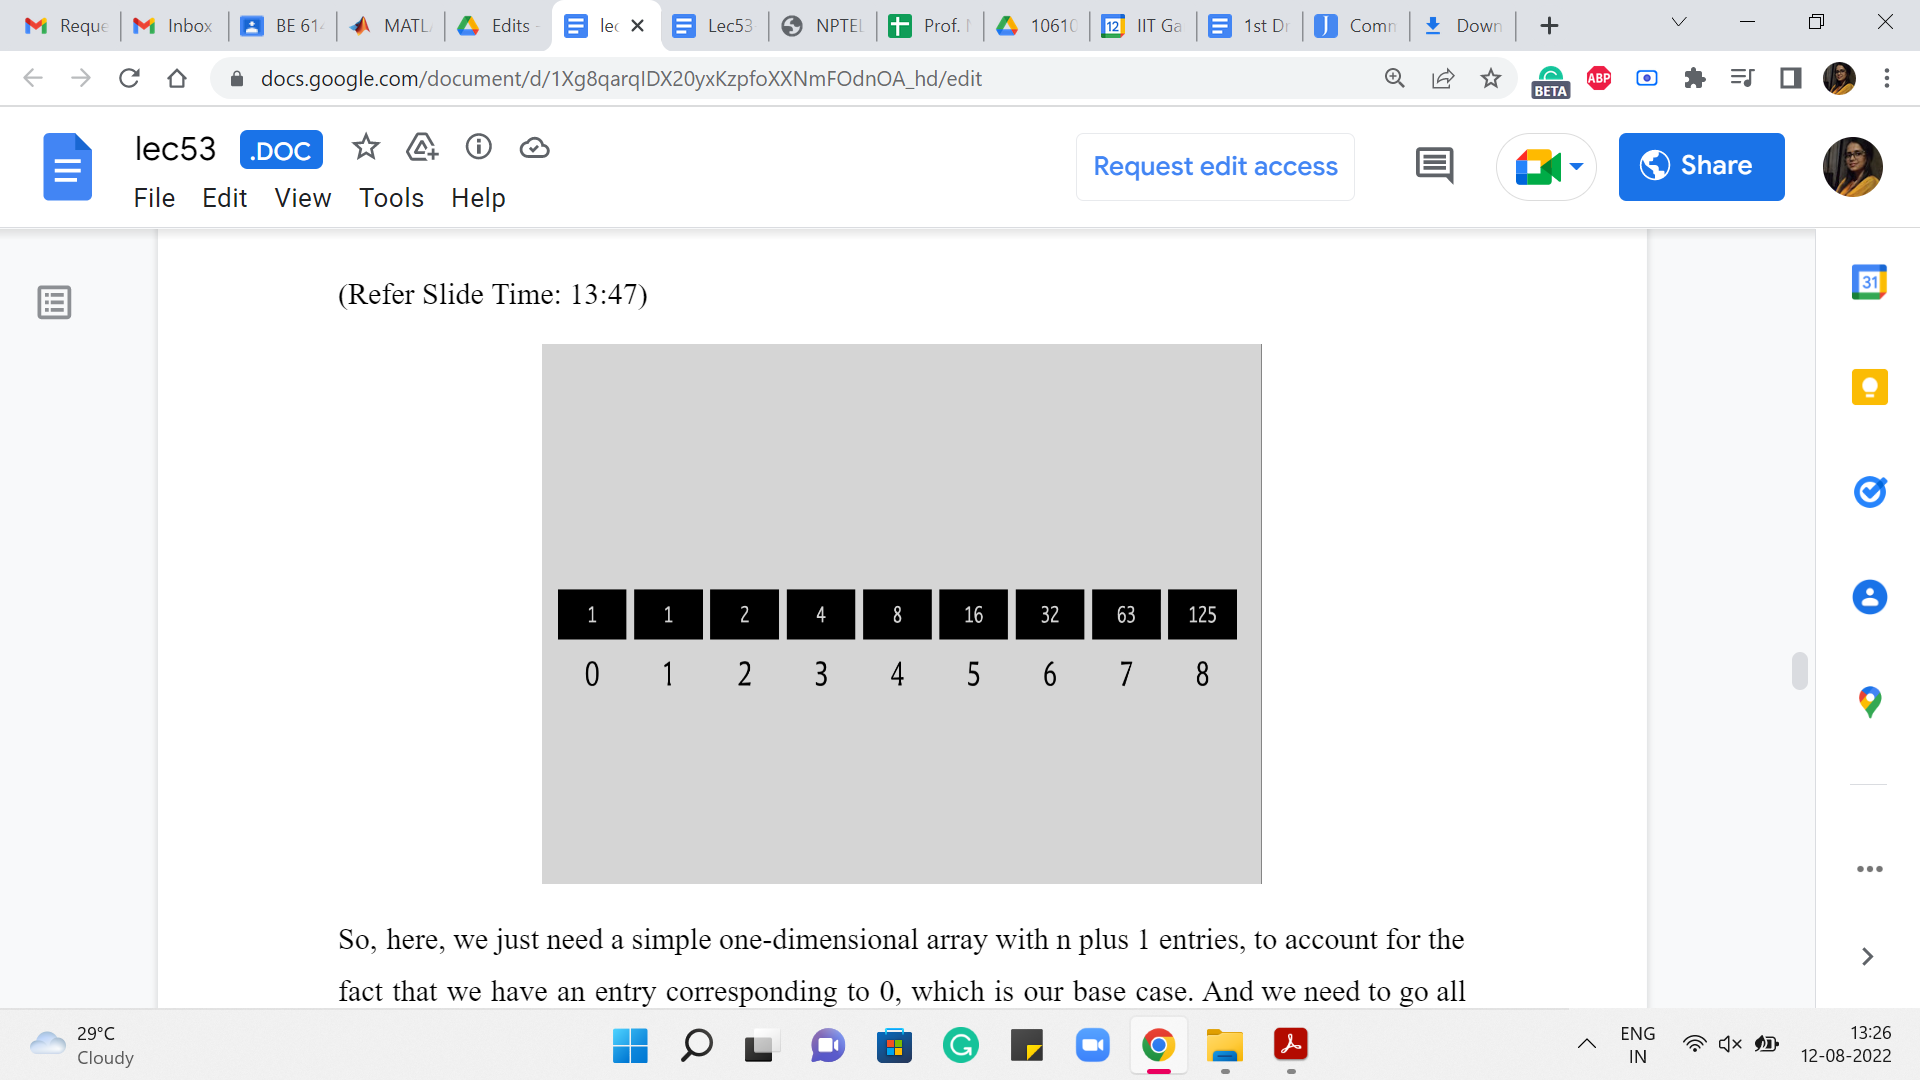 Reque
Inbox
BE 614
MATL
Edits -
lec
Lec53
NPTEL
Prof.
10610
IIT Ga
1st Dr
Comm
Down
docs.google.com/document/d/1Xg8qarqIDX20yxKzpfoXXNmFOdnOA_hd/edit
ABP
BETA
lec53 .DOC
File Edit View Tools Help
Request edit access
Share
31
(Refer Slide Time: 13:47)
1 1 2 4 8 16 32 63 125
0 1 2 3 4 5 6 7 8
So, here, we just need a simple one-dimensional array with n plus 1 entries, to account for the
fact that we have an entry corresponding to 0, which is our base case. And we need to go all
29°C
Cloudy
ENG
IN
13:26
12-08-2022